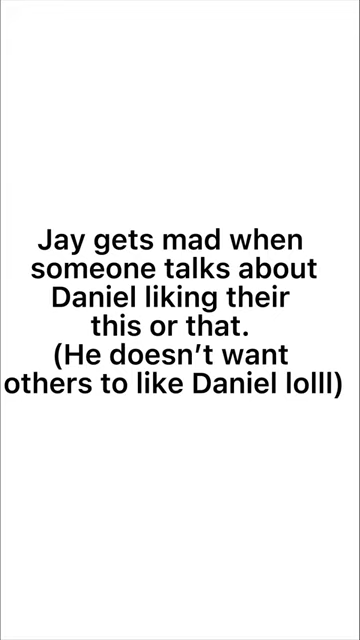 Jay gets mad when
someone talks about
Daniel liking their
this or that.
(He doesn’t want
others to like Daniel lolll)